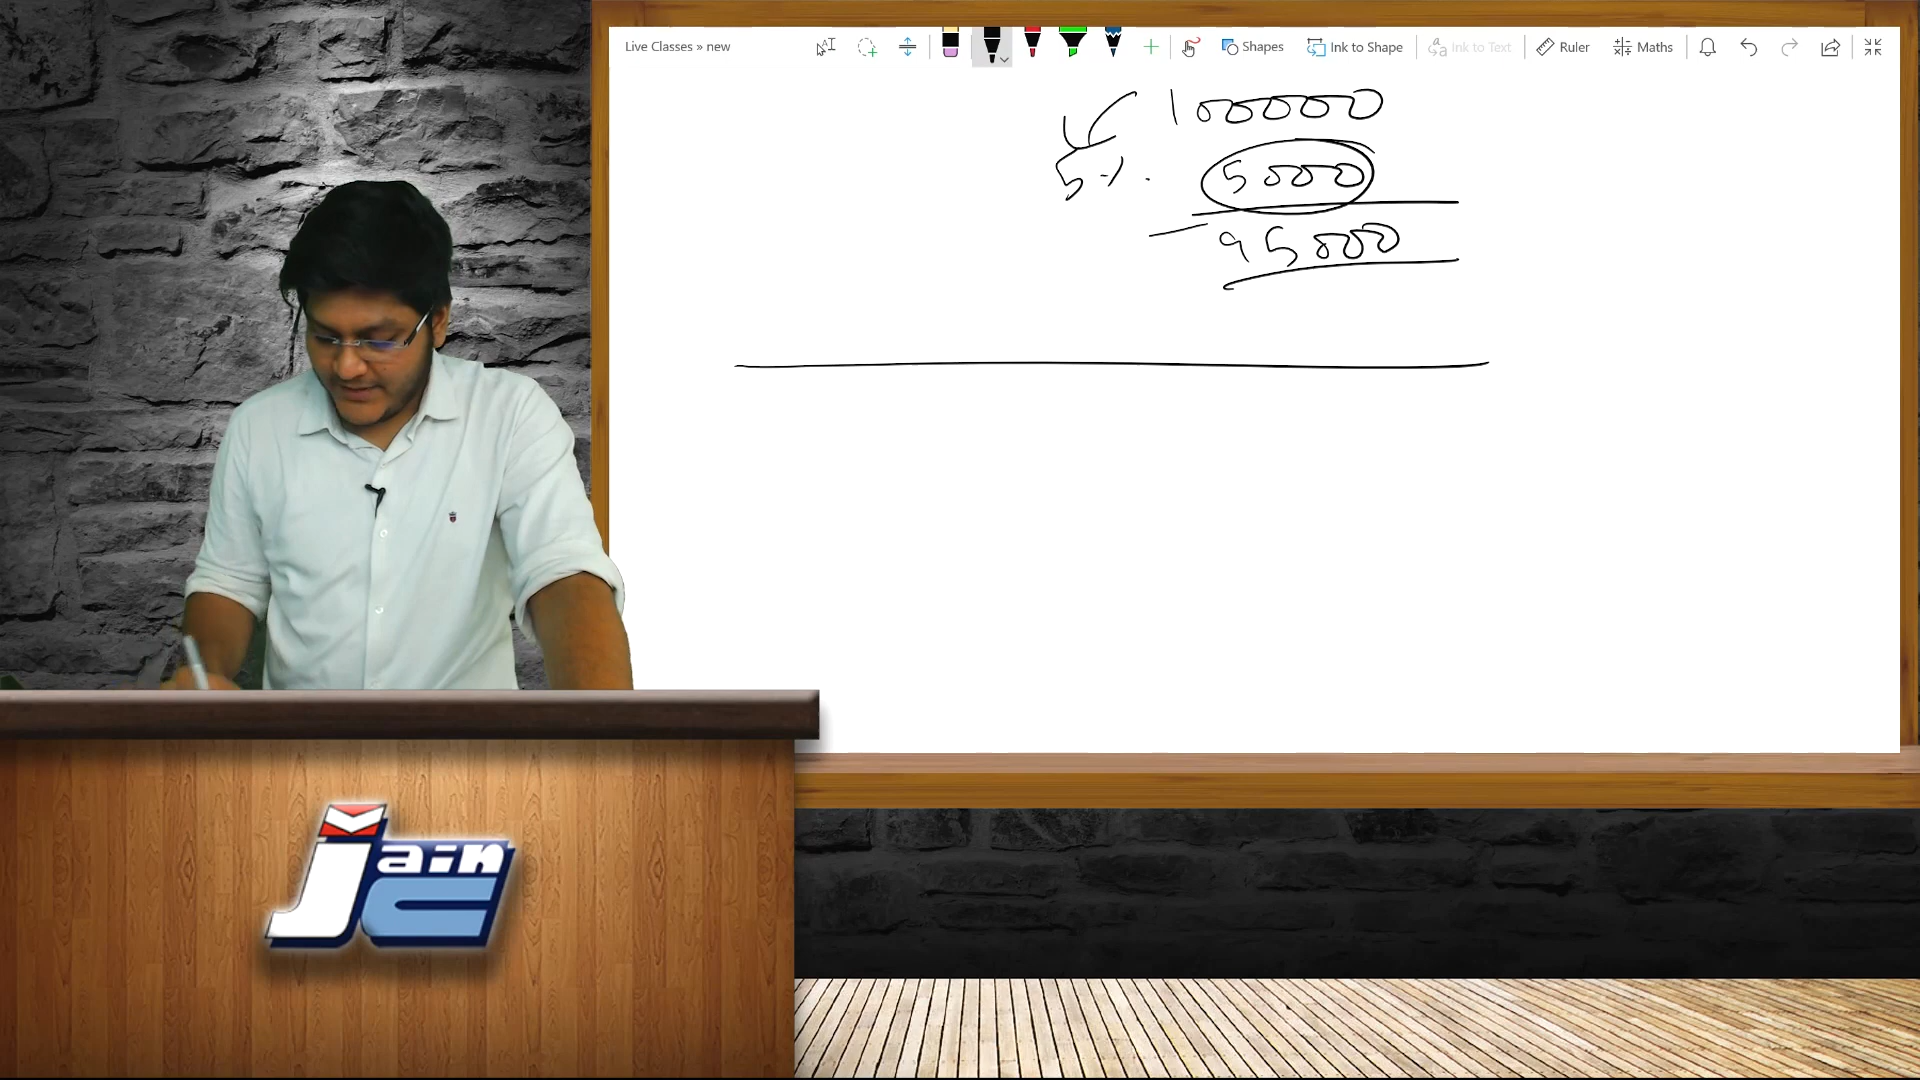 Live Classes » new
Shapes
Ink to Shape
Ink to Text
Ruler
Maths
100000
5%. 5000
95000
Jain